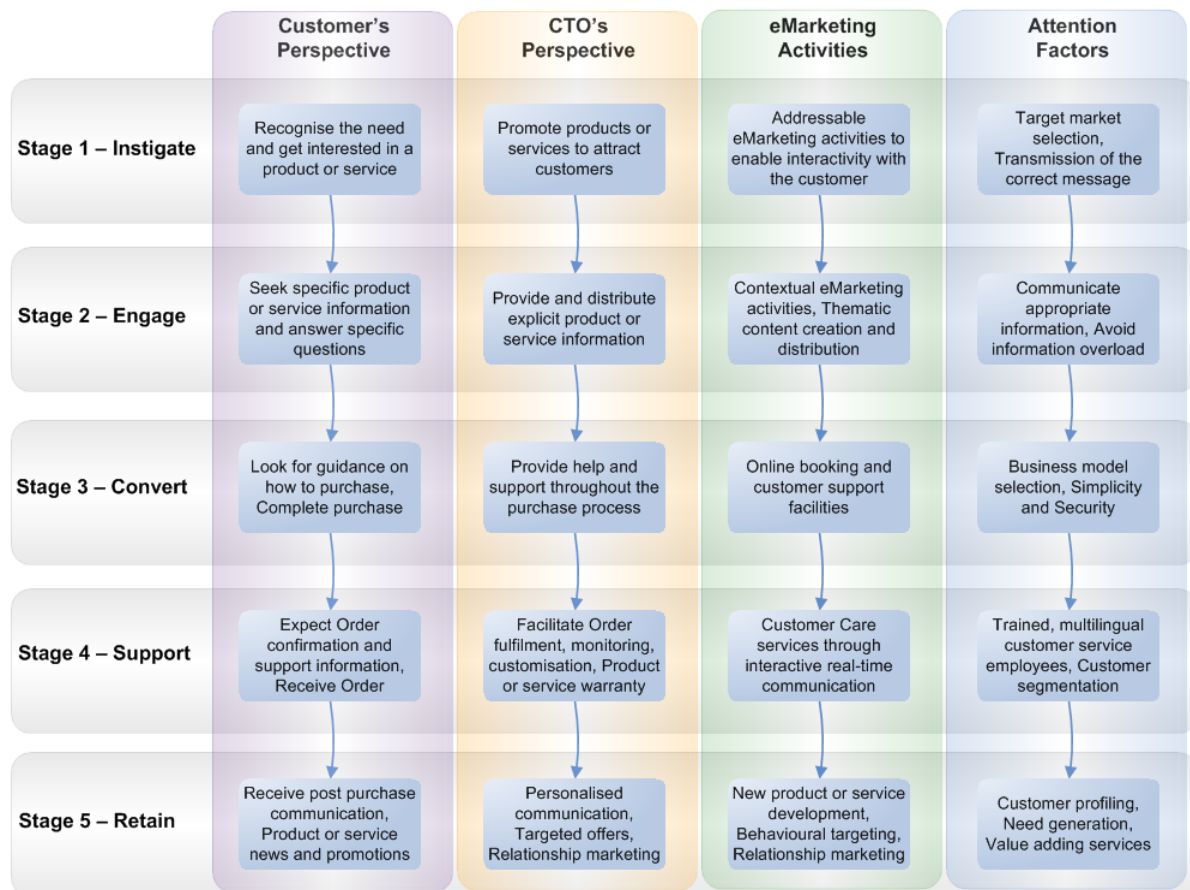 Customer's
Perspective
CTO's
Perspective
eMarketing
Activities
Attention
Factors
Stage 1 – Instigate
Recognise the need
and get interested in a
product or service
Promote products or
services to attract
customers
Addressable
eMarketing activities to
enable interactivity with
the customer
Target market
selection,
Transmission of the
correct message
Stage 2 – Engage
Seek specific product
or service information
and answer specific
questions
Provide and distribute
explicit product or
service information
Contextual eMarketing
activities, Thematic
content creation and
distribution
Communicate
appropriate
information, Avoid
information overload
Stage 3 – Convert
Look for guidance on
how to purchase,
Complete purchase
Provide help and
support throughout the
purchase process
Online booking and
customer support
facilities
Business model
selection, Simplicity
and Security
Stage 4 – Support
Expect Order
confirmation and
support information,
Receive Order
Facilitate Order
fulfilment, monitoring,
customisation, Product
or service warranty
Customer Care
services through
interactive real-time
communication
Trained, multilingual
customer service
employees, Customer
segmentation
Stage 5 – Retain
Receive post purchase
communication,
Product or service
news and promotions
Personalised
communication,
Targeted offers,
Relationship marketing
New product or service
development,
Behavioural targeting,
Relationship marketing
Customer profiling,
Need generation,
Value adding services